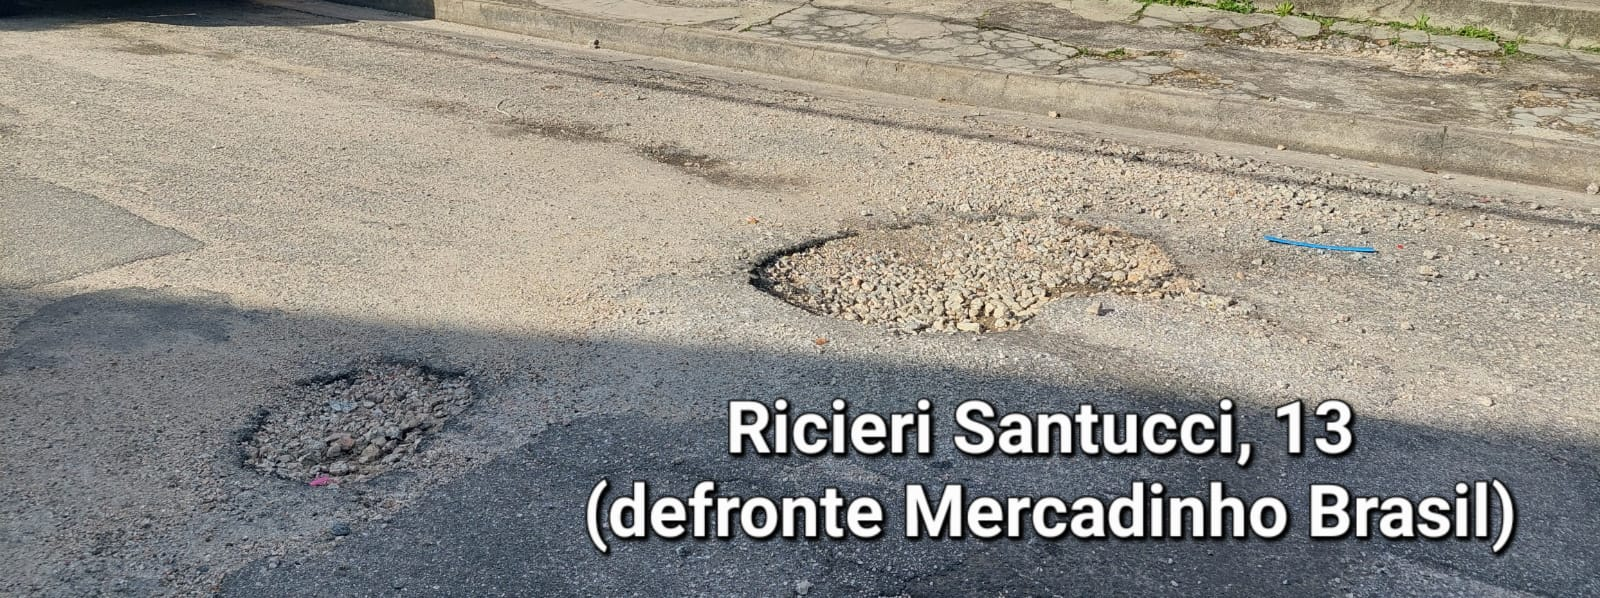 Ricieri Santucci, 13
(defronte Mercadinho Brasil)